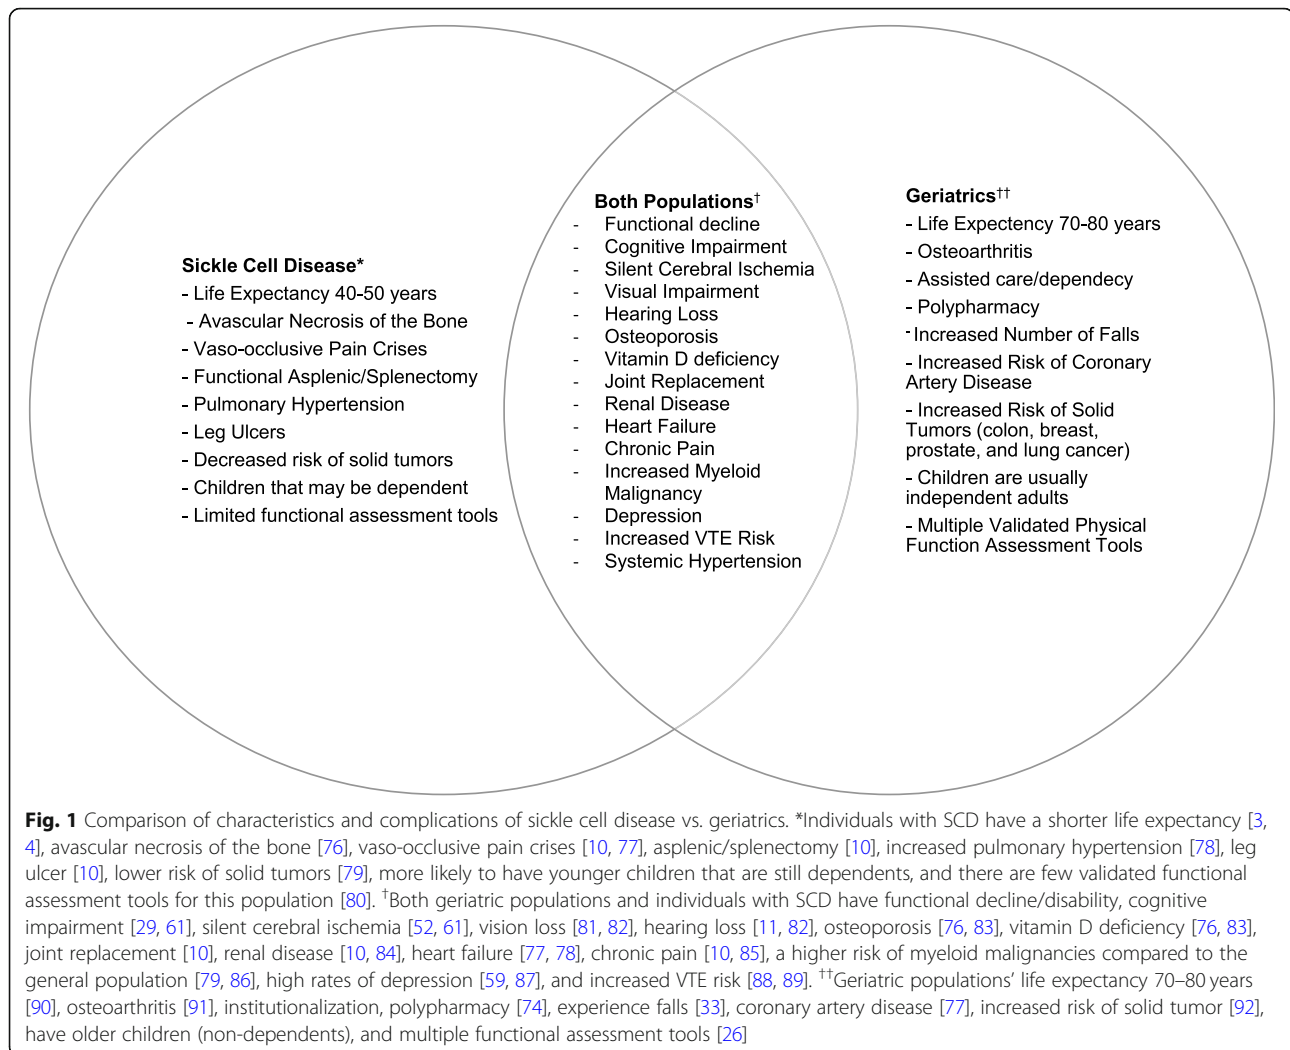 Sickle Cell Disease*
- Life Expectancy 40-50 years
- Avascular Necrosis of the Bone
- Vaso-occlusive Pain Crises
- Functional Asplenic/Splenectomy
- Pulmonary Hypertension
- Leg Ulcers
- Decreased risk of solid tumors
- Children that may be dependent
- Limited functional assessment tools
Both Populations†
- Functional decline
- Cognitive Impairment
- Silent Cerebral Ischemia
- Visual Impairment
- Hearing Loss
- Osteoporosis
- Vitamin D deficiency
- Joint Replacement
- Renal Disease
- Heart Failure
- Chronic Pain
- Increased Myeloid
Malignancy
- Depression
- Increased VTE Risk
- Systemic Hypertension
Geriatrics††
- Life Expectency 70-80 years
- Osteoarthritis
- Assisted care/dependecy
- Polypharmacy
- Increased Number of Falls
- Increased Risk of Coronary
Artery Disease
- Increased Risk of Solid
Tumors (colon, breast,
prostate, and lung cancer)
- Children are usually
independent adults
- Multiple Validated Physical
Function Assessment Tools
Fig. 1 Comparison of characteristics and complications of sickle cell disease vs. geriatrics. *Individuals with SCD have a shorter life expectancy [3,
4], avascular necrosis of the bone [76], vaso-occlusive pain crises [10, 77], asplenic/splenectomy [10], increased pulmonary hypertension [78], leg
ulcer [10], lower risk of solid tumors [79], more likely to have younger children that are still dependents, and there are few validated functional
assessment tools for this population [80]. †Both geriatric populations and individuals with SCD have functional decline/disability, cognitive
impairment [29, 61], silent cerebral ischemia [52, 61], vision loss [81, 82], hearing loss [11, 82], osteoporosis [76, 83], vitamin D deficiency [76, 83],
joint replacement [10], renal disease [10, 84], heart failure [77, 78], chronic pain [10, 85], a higher risk of myeloid malignancies compared to the
general population [79, 86], high rates of depression [59, 87], and increased VTE risk [88, 89]. ††Geriatric populations' life expectancy 70–80 years
[90], osteoarthritis [91], institutionalization, polypharmacy [74], experience falls [33], coronary artery disease [77], increased risk of solid tumor [92],
have older children (non-dependents), and multiple functional assessment tools [26]